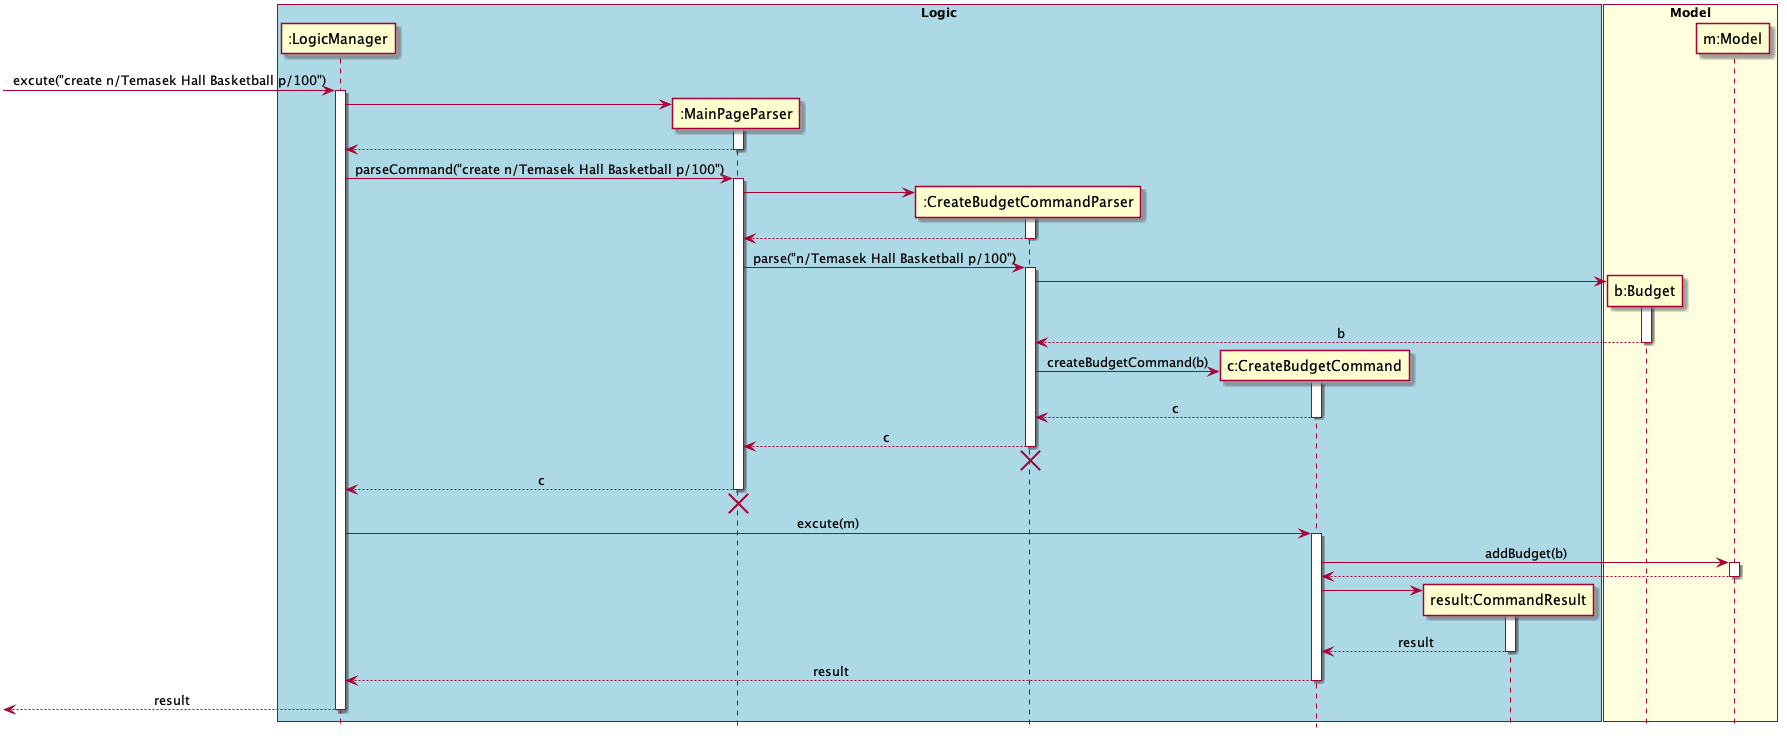 Logic
Model
:LogicManager
m:Model
excute("create n/Temasek Hall Basketball p/100")
:MainPageParser
parseCommand("create n/Temasek Hall Basketball p/100")
:CreateBudgetCommandParser
parse("n/Temasek Hall Basketball p/100")
b:Budget
b
createBudgetCommand(b)
c:CreateBudgetCommand
c
c
c
excute(m)
addBudget(b)
result:CommandResult
result
result
result